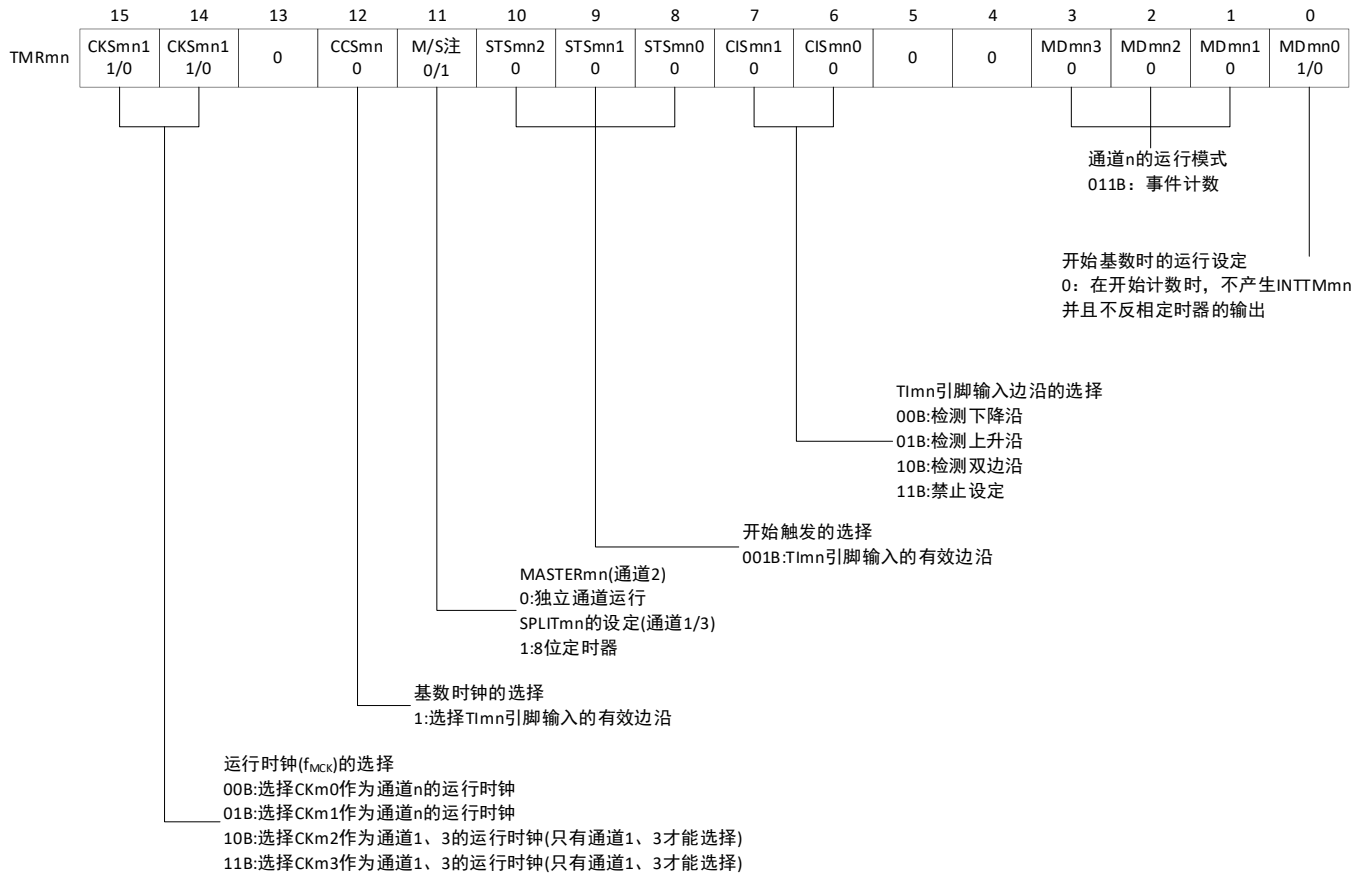 15 14 13 12 11 10 9 8 7 6 5 4 3 2 1 0
TMRmn
CKSmn1 CKSmn1 0 CCSmn M/S注 STSmn2 STSmn1 STSmn0 CISmn1 CISmn0 0 0 MDmn3 MDmn2 MDmn1 MDmn0
1/0 1/0 0 0/1 0 0 0 0 0 0 0 0 1/0
通道n的运行模式
011B：事件计数
开始基数时的运行设定
0：在开始计数时，不产生INTTMmn
并且不反相定时器的输出
TImn引脚输入边沿的选择
00B:检测下降沿
01B:检测上升沿
10B:检测双边沿
11B:禁止设定
开始触发的选择
001B:TImn引脚输入的有效边沿
MASTERmn(通道2)
0:独立通道运行
SPLITmn的设定(通道1/3)
1:8位定时器
基数时钟的选择
1:选择TImn引脚输入的有效边沿
运行时钟(fMCK)的选择
00B:选择CKm0作为通道n的运行时钟
01B:选择CKm1作为通道n的运行时钟
10B:选择CKm2作为通道1、3的运行时钟(只有通道1、3才能选择)
11B:选择CKm3作为通道1、3的运行时钟(只有通道1、3才能选择)